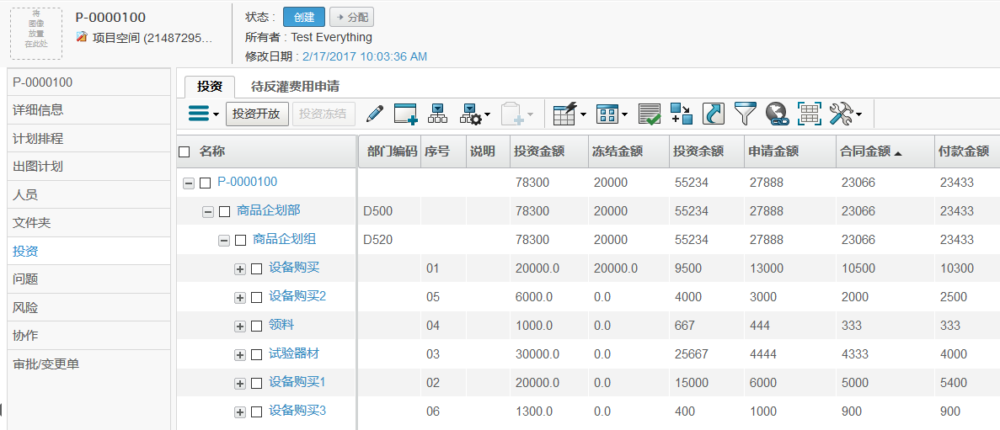 将
图像
放置
在此处
P-0000100
项目空间 (21487295...
状态 : 创建 分配
所有者 : Test Everything
修改日期 : 2/17/2017 10:03:36 AM
P-0000100
详细信息
计划排程
出图计划
人员
文件夹
投资
问题
风险
协作
审批/变更单
投资 待反灌费用申请
投资开放 投资冻结
名称 部门编码 序号 说明 投资金额 冻结金额 投资余额 申请金额 合同金额 付款金额
P-0000100 78300 20000 55234 27888 23066 23433
商品企划部 D500 78300 20000 55234 27888 23066 23433
商品企划组 D520 78300 20000 55234 27888 23066 23433
设备购买 01 20000.0 20000.0 9500 13000 10500 10300
设备购买2 05 6000.0 0.0 4000 3000 2000 2500
领料 04 1000.0 0.0 667 444 333 333
试验器材 03 30000.0 0.0 25667 4444 4333 4000
设备购买1 02 20000.0 0.0 15000 6000 5000 5400
设备购买3 06 1300.0 0.0 400 1000 900 900